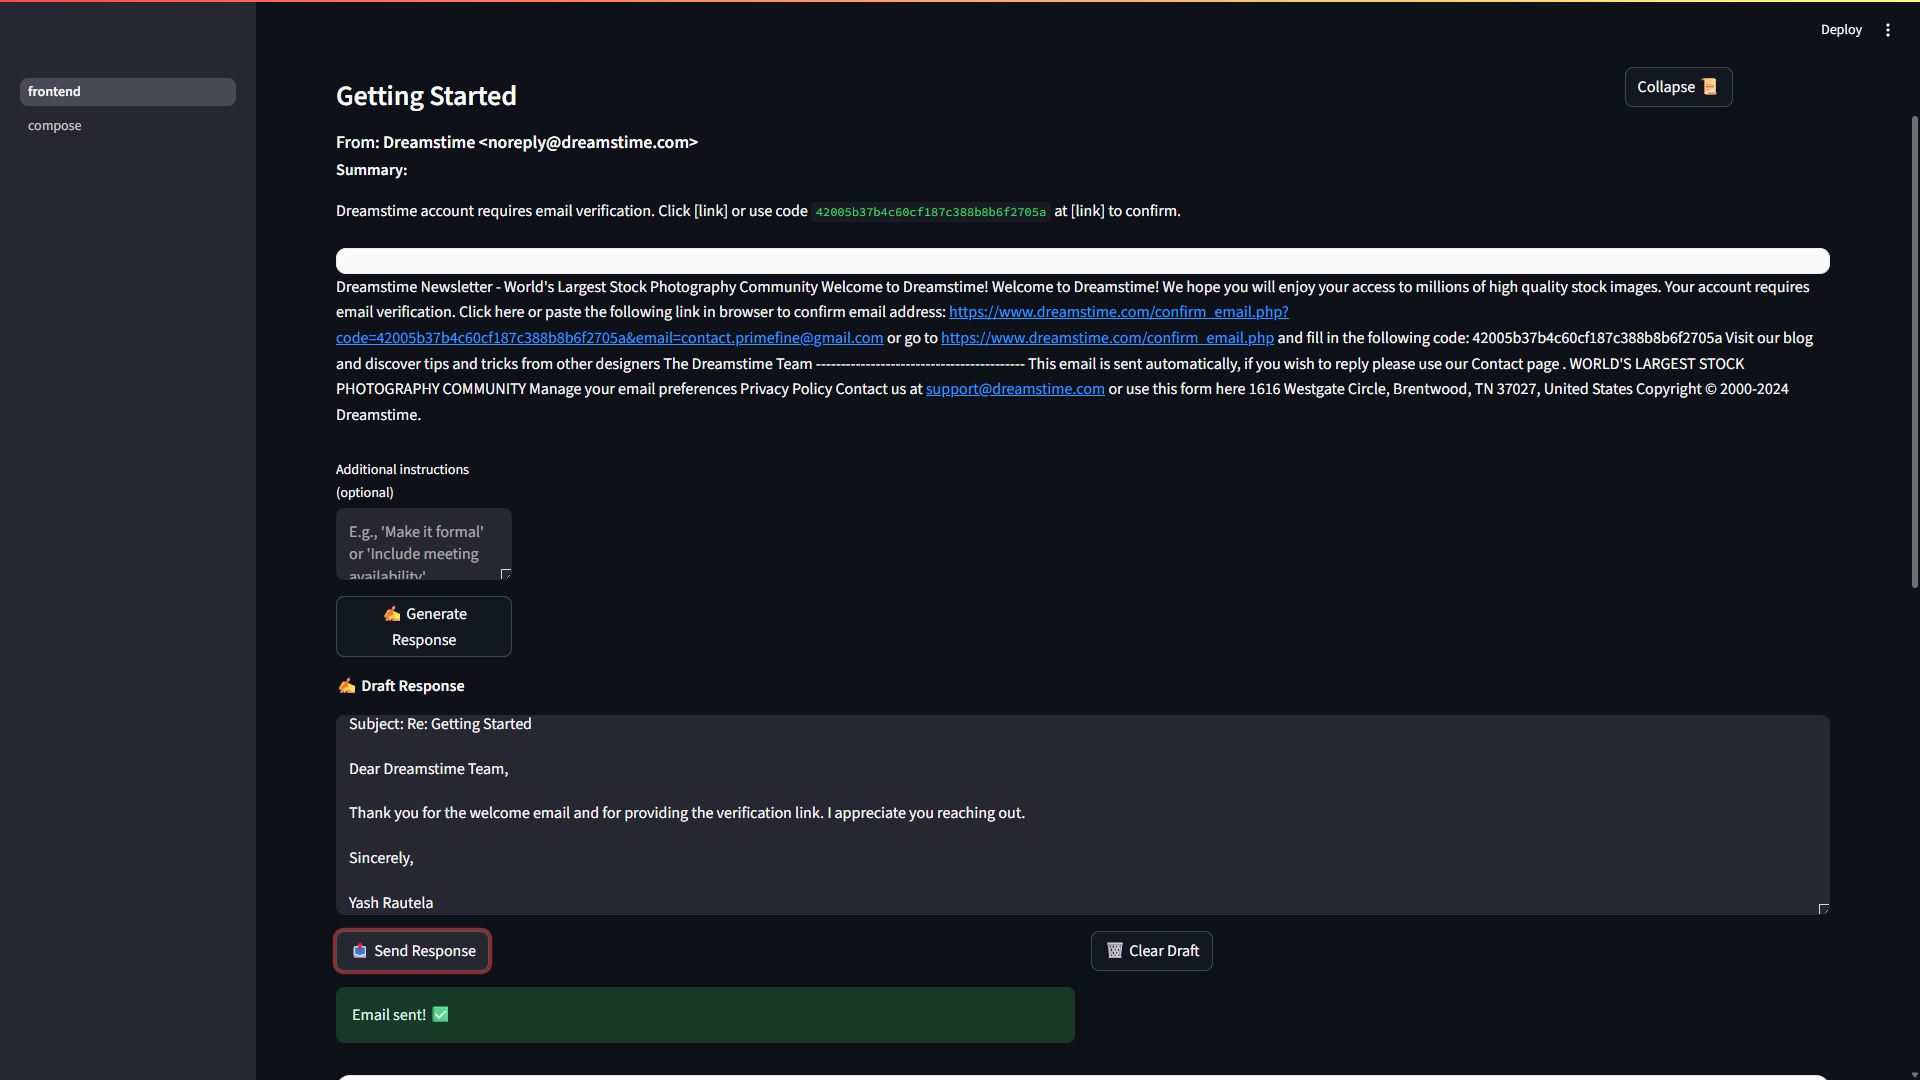 Deploy
frontend
compose
Getting Started
Collapse
From: Dreamstime <noreply@dreamstime.com>
Summary:
Dreamstime account requires email verification. Click [link] or use code 42005b37b4c60cf187c388b8b6f2705a at [link] to confirm.
Dreamstime Newsletter - World's Largest Stock Photography Community Welcome to Dreamstime! Welcome to Dreamstime! We hope you will enjoy your access to millions of high quality stock images. Your account requires
email verification. Click here or paste the following link in browser to confirm email address: https://www.dreamstime.com/confirm_email.php?
code=42005b37b4c60cf187c388b8b6f2705a&email=contact.primefine@gmail.com or go to https://www.dreamstime.com/confirm_email.php and fill in the following code: 42005b37b4c60cf187c388b8b6f2705a Visit our blog
and discover tips and tricks from other designers The Dreamstime Team ------------------------------------------ This email is sent automatically, if you wish to reply please use our Contact page . WORLD'S LARGEST STOCK
PHOTOGRAPHY COMMUNITY Manage your email preferences Privacy Policy Contact us at support@dreamstime.com or use this form here 1616 Westgate Circle, Brentwood, TN 37027, United States Copyright © 2000-2024
Dreamstime.
Additional instructions
(optional)
E.g., 'Make it formal'
or 'Include meeting
availability'
Generate
Response
Draft Response
Subject: Re: Getting Started
Dear Dreamstime Team,
Thank you for the welcome email and for providing the verification link. I appreciate you reaching out.
Sincerely,
Yash Rautela
Send Response
Clear Draft
Email sent!